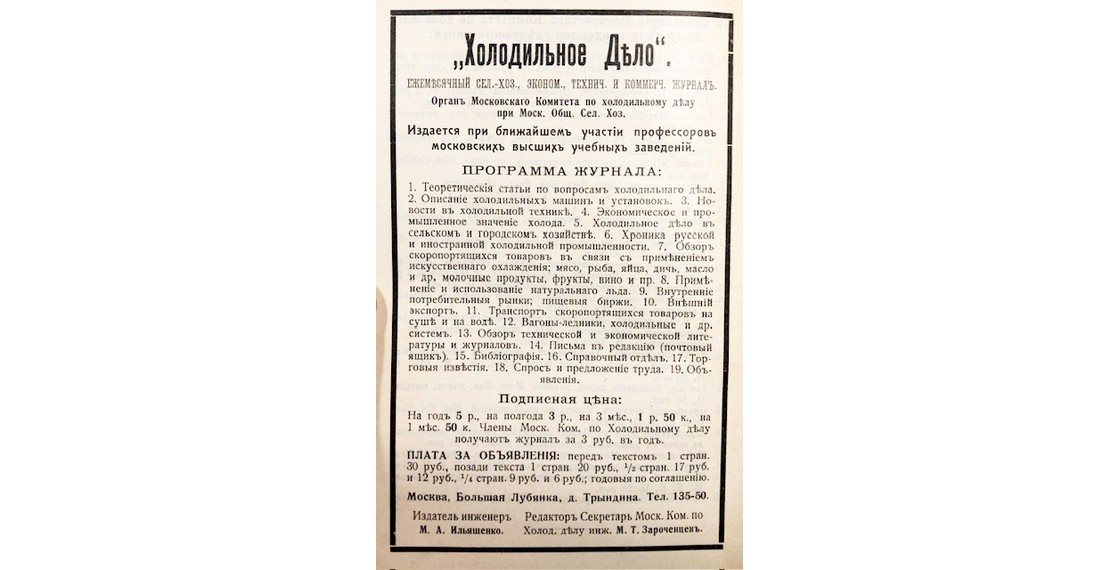 „Холодильное Дѣло“.
ЕЖЕМѢСЯЧНЫЙ СЕЛ.-ХОЗ., ЭКОНОМ., ТЕХНИЧ. И КОММЕРЧ. ЖУРНАЛЪ.
Органъ Московскаго Комитета по холодильному дѣлу
при Моск. Общ. Сел. Хоз.
Издается при ближайшемъ участіи профессоровъ
московскихъ высшихъ учебныхъ заведеній.
ПРОГРАММА ЖУРНАЛА:
1. Теоретическія статьи по вопросамъ холодильнаго дѣла.
2. Описаніе холодильныхъ машинъ и установокъ. 3. Но-
вости въ холодильной техникѣ. 4. Экономическое и про-
мышленное значеніе холода. 5. Холодильное дѣло въ
сельскомъ и городскомъ хозяйствѣ. 6. Хроника русской
и иностранной холодильной промышленности. 7. Обзоръ
скоропортящихся товаровъ въ связи съ примѣненіемъ
искусственнаго охлажденія; мясо, рыба, яйца, дичь, масло
и др. молочные продукты, фрукты, вино и пр. 8. Примѣ-
неніе и использованіе натуральнаго льда. 9. Внутренніе
потребительныя рынки; пищевыя биржи. 10. Внѣшній
экспортъ. 11. Транспортъ скоропортящихся товаровъ на
сушѣ и на водѣ. 12. Вагоны-ледники, холодильные и др.
системъ. 13. Обзоръ технической и экономической лите-
ратуры и журналовъ. 14. Письма въ редакцію (почтовый
ящикъ). 15. Библіографія. 16. Справочный отдѣлъ. 17. Тор-
говыя извѣстія. 18. Спросъ и предложеніе труда. 19. Объ-
явленія.
Подписная цѣна:
На годъ 5 р., на полгода 3 р., на 3 мѣс., 1 р. 50 к., на
1 мѣс. 50 к. Члены Моск. Ком. по Холодильному дѣлу
получаютъ журналъ за 3 руб. въ годъ.
ПЛАТА ЗА ОБЪЯВЛЕНІЯ: передъ текстомъ 1 стран.
30 руб., позади текста 1 стран. 20 руб., 1/2 стран. 17 руб.
и 12 руб., 1/4 стран. 9 руб. и 6 руб.; годовыя по соглашенію.
Москва, Большая Лубянка, д. Трындина. Тел. 135-50.
Издатель инженеръ Редакторъ Секретарь Моск. Ком. по
М. А. Ильяшенко. Холод. дѣлу инж. М. Т. Зароченцевъ.